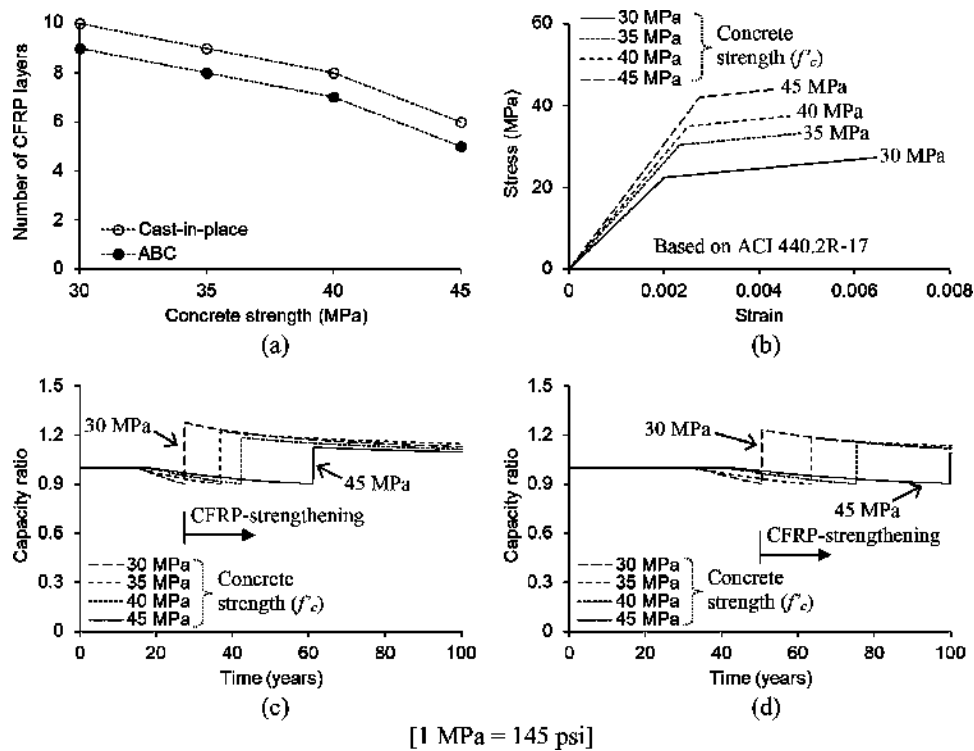 10
8
6
4
2
0
Number of CFRP layers
Cast-in-place
ABC
30
35
40
45
Concrete strength (MPa)
(a)
60
40
20
0
Stress (MPa)
30 MPa
35 MPa
40 MPa
45 MPa
Concrete
strength (f'c)
45 MPa
40 MPa
35 MPa
30 MPa
Based on ACI 440.2R-17
0
0.002
0.004
0.006
0.008
Strain
(b)
1.5
1.2
0.9
0.6
0.3
0
Capacity ratio
30 MPa
45 MPa
CFRP-strengthening
30 MPa
35 MPa
40 MPa
45 MPa
Concrete
strength (f'c)
0
20
40
60
80
100
Time (years)
(c)
1.5
1.2
0.9
0.6
0.3
0
Capacity ratio
30 MPa
45 MPa
CFRP-strengthening
30 MPa
35 MPa
40 MPa
45 MPa
Concrete
strength (f'c)
0
20
40
60
80
100
Time (years)
(d)
[1 MPa = 145 psi]